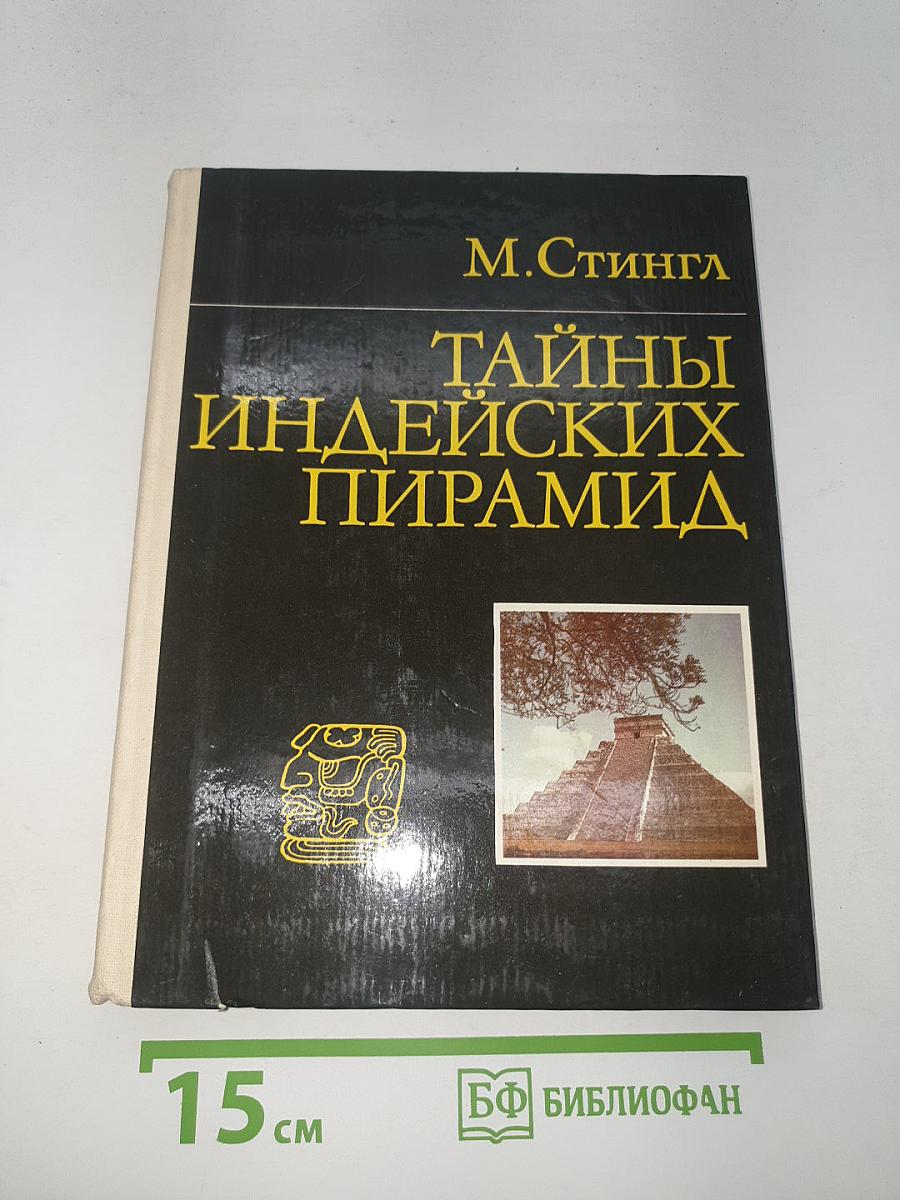 М. Стингл
ТАЙНЫ
ИНДЕЙСКИХ
ПИРАМИД
15 см
БФ БИБЛИОФАН